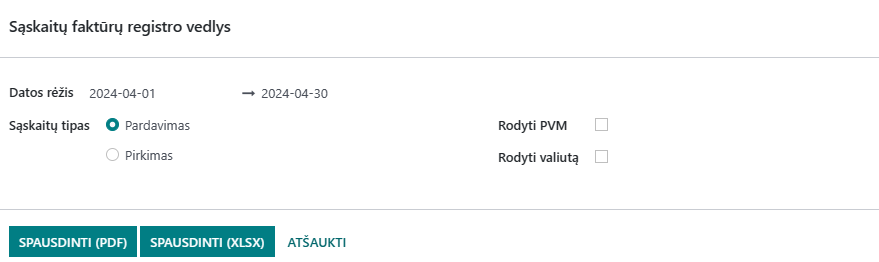 Sąskaitų faktūrų registro vedlys
Datos rėžis 2024-04-01 → 2024-04-30
Sąskaitų tipas Pardavimas Rodyti PVM
Pirkimas Rodyti valiutą
SPAUSDINTI (PDF) SPAUSDINTI (XLSX) ATŠAUKTI